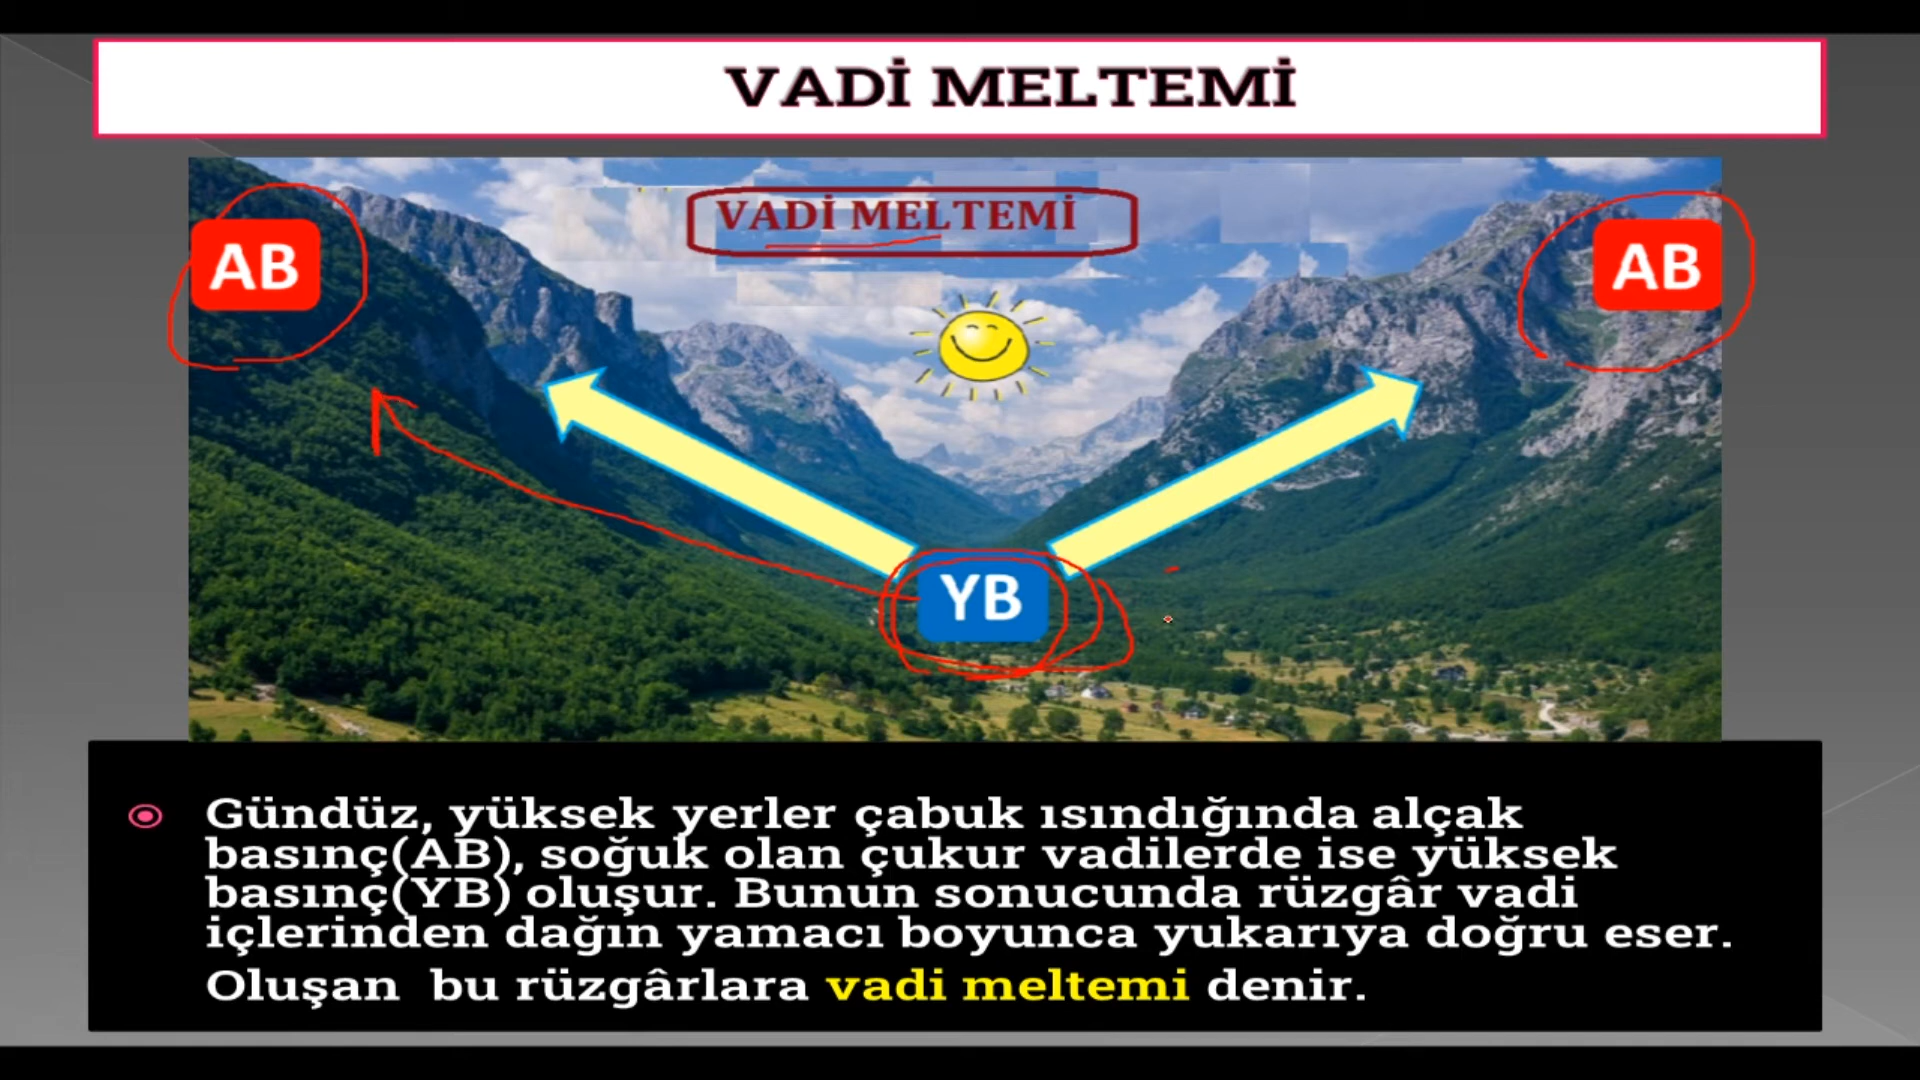 VADİ MELTEMİ
VADİ MELTEMİ
AB
AB
YB
Gündüz, yüksek yerler çabuk ısındığında alçak
basınç(AB), soğuk olan çukur vadilerde ise yüksek
basınç(YB) oluşur. Bunun sonucunda rüzgâr vadi
içlerinden dağın yamacı boyunca yukarıya doğru eser.
Oluşan bu rüzgârlara vadi meltemi denir.